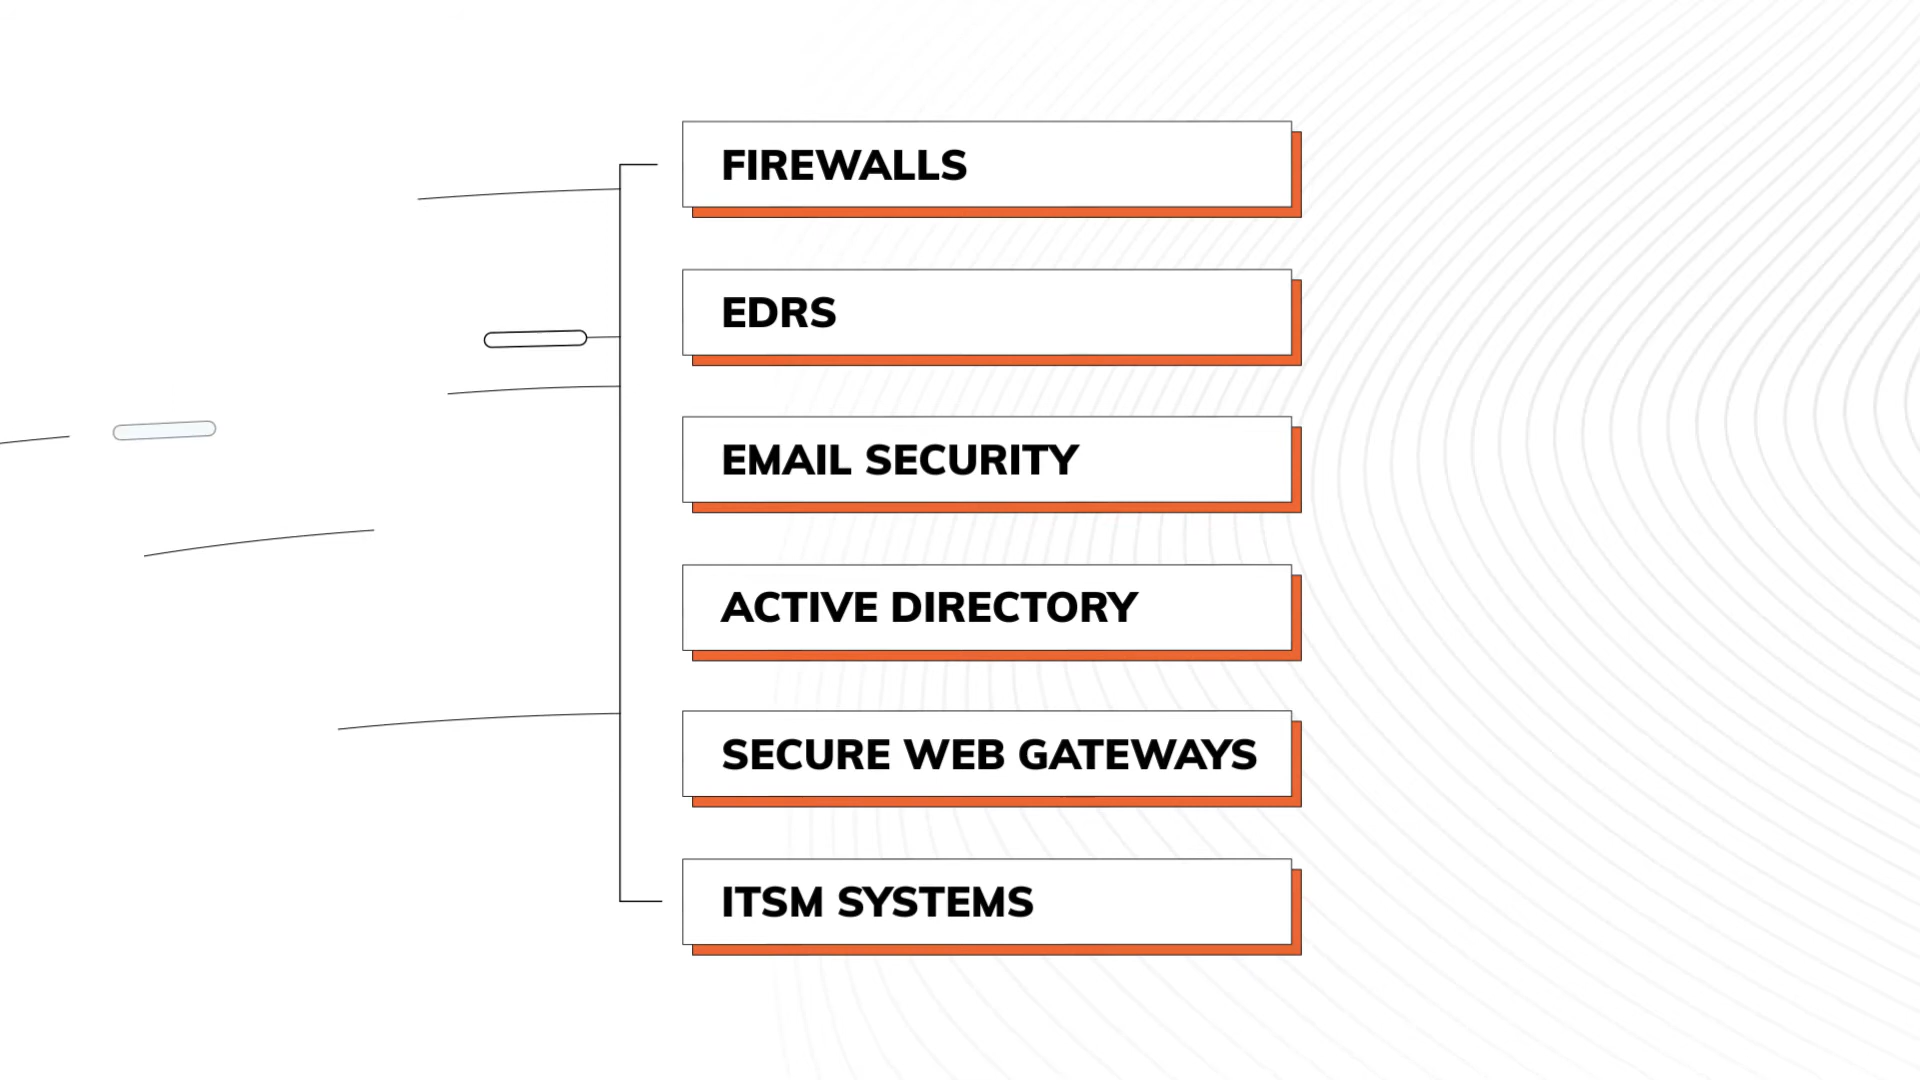 FIREWALLS
EDRS
EMAIL SECURITY
ACTIVE DIRECTORY
SECURE WEB GATEWAYS
ITSM SYSTEMS